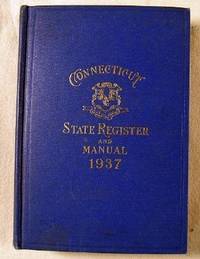 CONNECTICUT
STATE REGISTER
AND
MANUAL
1937